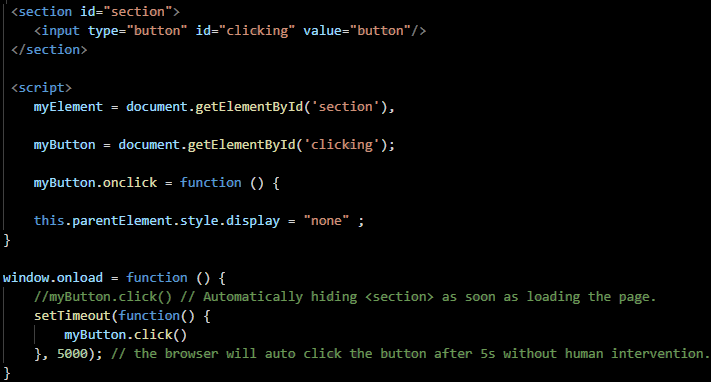 <section id="section">
<input type="button" id="clicking" value="button"/>
</section>
<script>
myElement = document.getElementById('section'),
myButton = document.getElementById('clicking');
myButton.onclick = function () {
this.parentElement.style.display = "none" ;
}
window.onload = function () {
//myButton.click() // Automatically hiding <section> as soon as loading the page.
setTimeout(function() {
myButton.click()
}, 5000); // the browser will auto click the button after 5s without human intervention.
}